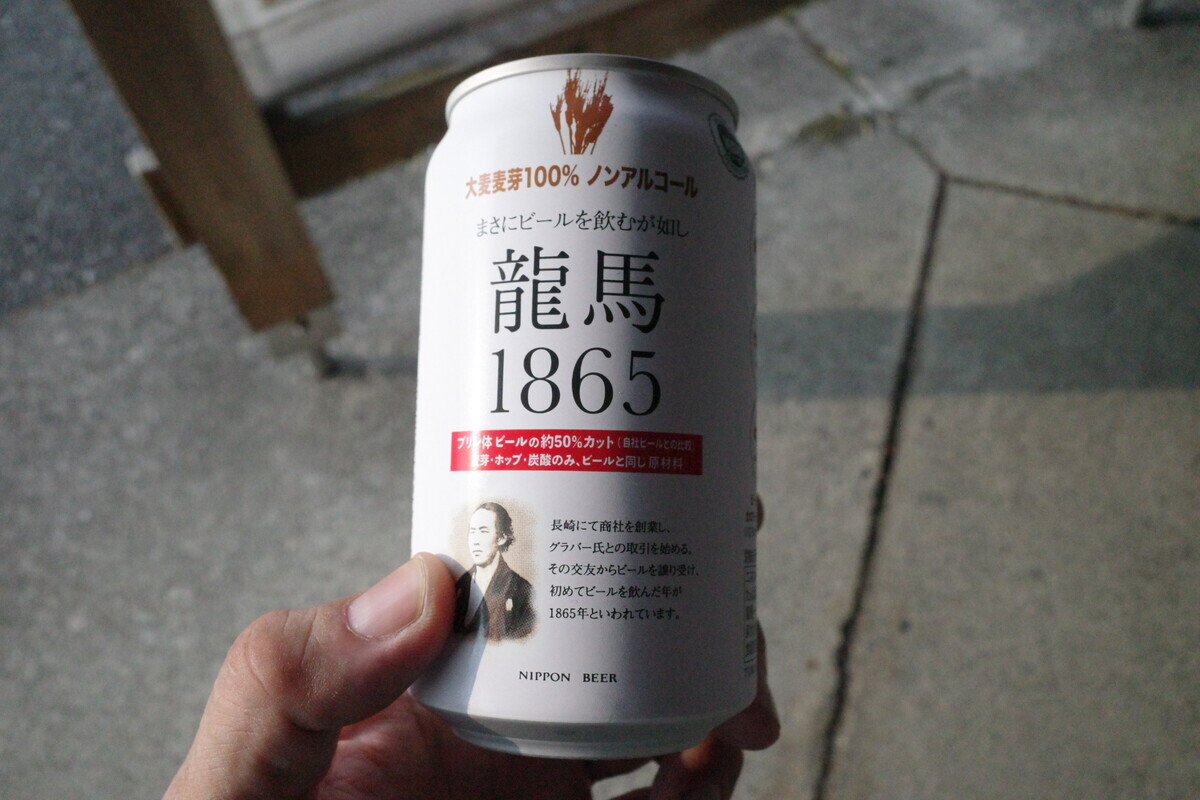 大麦麦芽100% ノンアルコール
まさにビールを飲むが如し
龍馬
1865
プリン体 ビールの約50%カット(自社ビールとの比較)
麦芽・ホップ・炭酸のみ、ビールと同じ原材料
長崎にて商社を創業し、
グラバー氏との取引を始める。
その交友からビールを譲り受け、
初めてビールを飲んだ年が
1865年といわれています。
NIPPON BEER